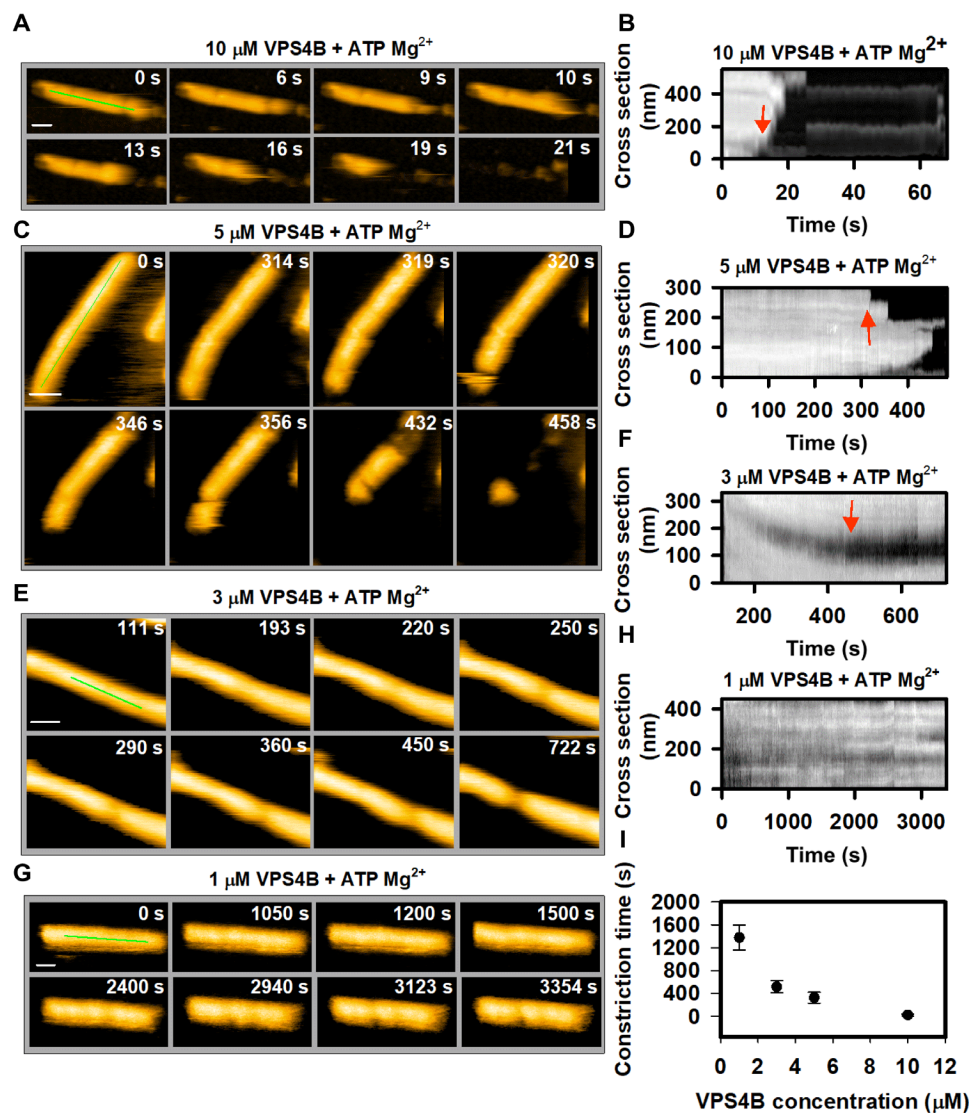 A
10 μM VPS4B + ATP Mg²⁺
0 s
6 s
9 s
10 s
13 s
16 s
19 s
21 s
B
10 μM VPS4B + ATP Mg²⁺
Cross section
(nm)
400
200
0
0 20 40 60
Time (s)
C
5 μM VPS4B + ATP Mg²⁺
0 s
314 s
319 s
320 s
346 s
356 s
432 s
458 s
D
5 μM VPS4B + ATP Mg²⁺
Cross section
(nm)
300
200
100
0
0 100 200 300 400
Time (s)
E
3 μM VPS4B + ATP Mg²⁺
111 s
193 s
220 s
250 s
290 s
360 s
450 s
722 s
F
3 μM VPS4B + ATP Mg²⁺
Cross section
(nm)
300
200
100
0
200 400 600
Time (s)
G
1 μM VPS4B + ATP Mg²⁺
0 s
1050 s
1200 s
1500 s
2400 s
2940 s
3123 s
3354 s
H
1 μM VPS4B + ATP Mg²⁺
Cross section
(nm)
400
200
0
0 1000 2000 3000
Time (s)
I
Constriction time (s)
2000
1600
1200
800
400
0
0 2 4 6 8 10 12
VPS4B concentration (μM)